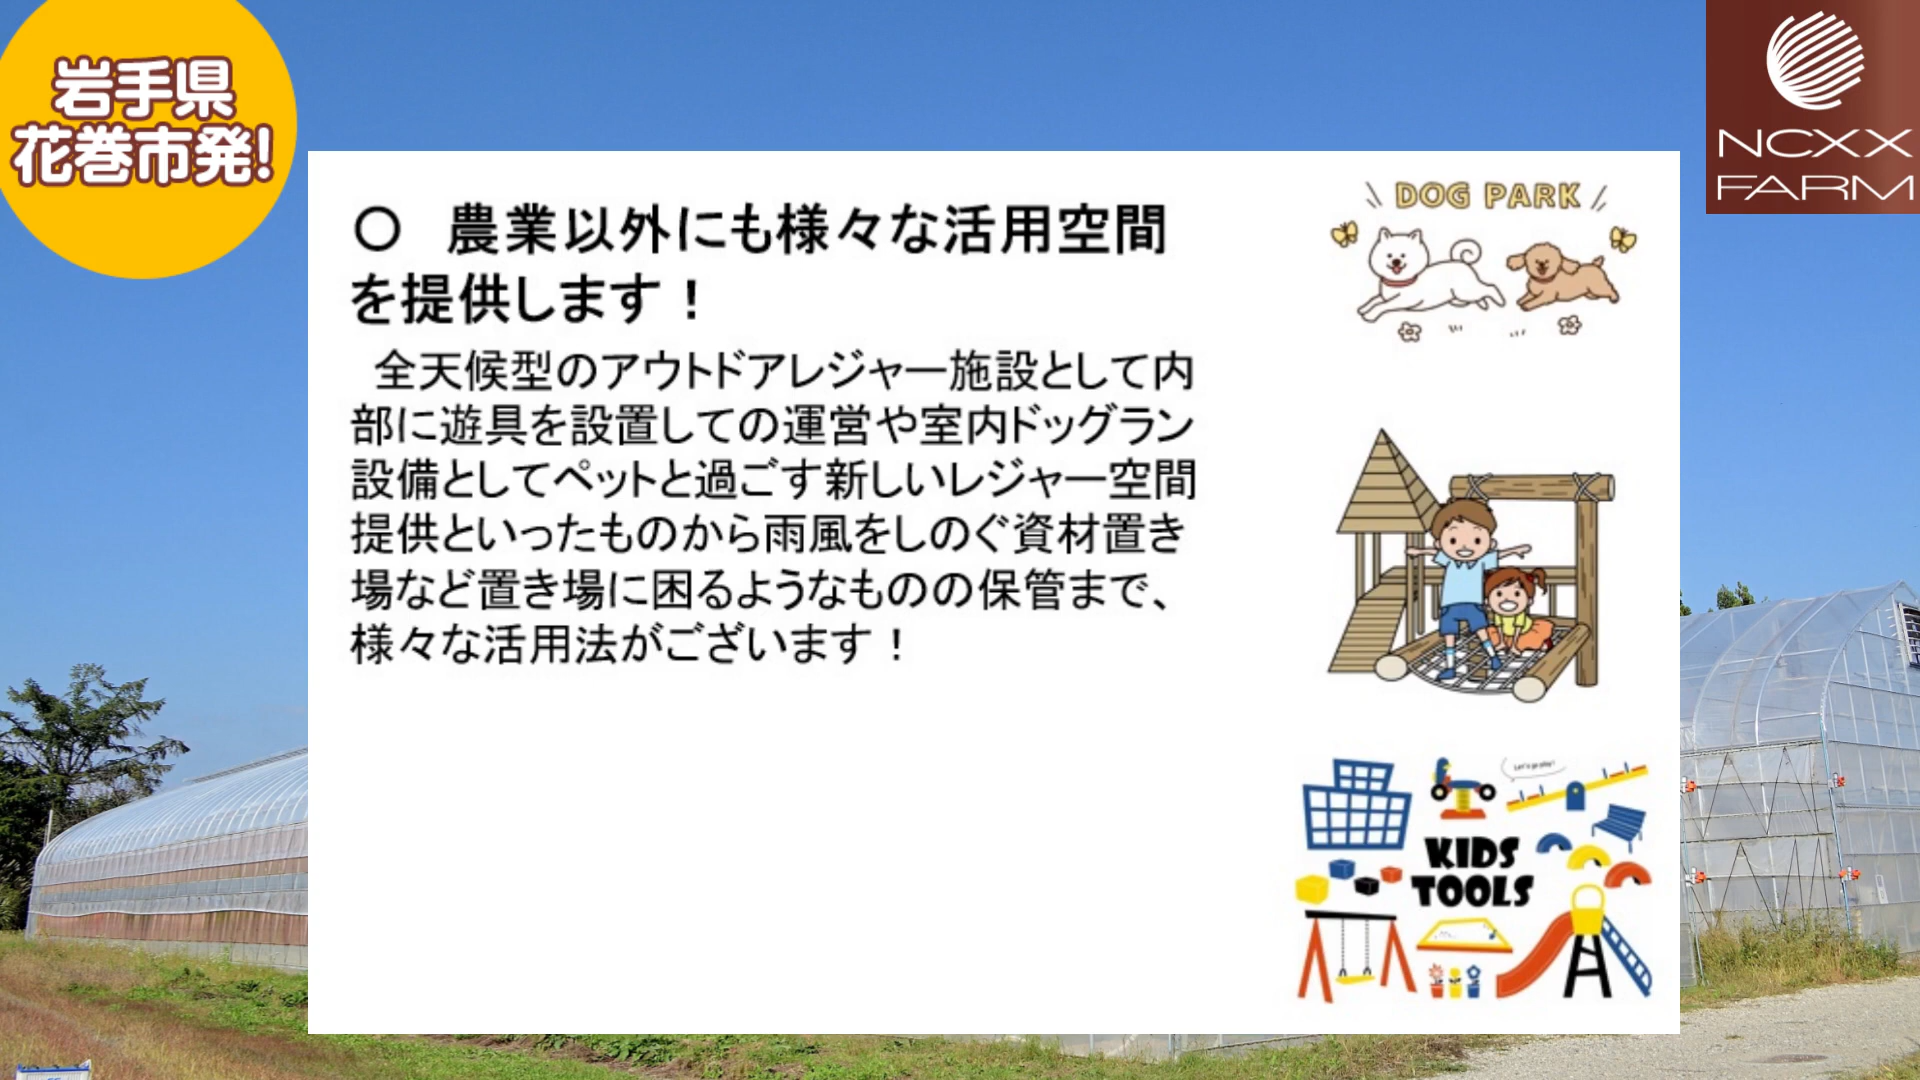 岩手県
花巻市発!
NCXX
FARM
〇 農業以外にも様々な活用空間
を提供します！
全天候型のアウトドアレジャー施設として内
部に遊具を設置しての運営や室内ドッグラン
設備としてペットと過ごす新しいレジャー空間
提供といったものから雨風をしのぐ資材置き
場など置き場に困るようなものの保管まで、
様々な活用法がございます！
DOG PARK
Let's go play!
KIDS
TOOLS